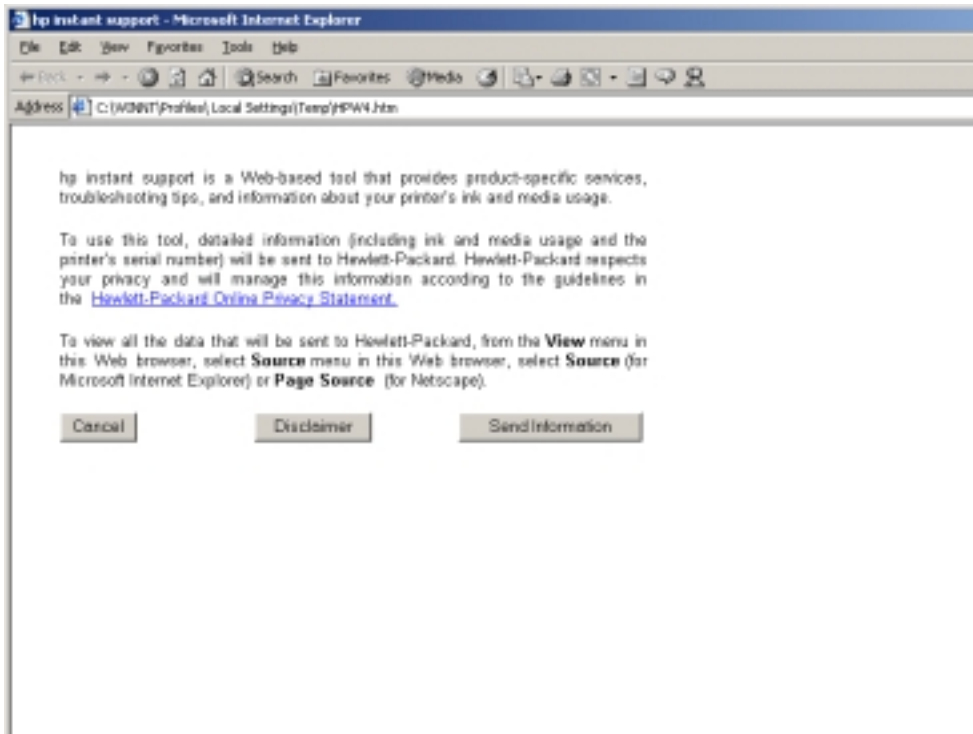 hp instant support - Microsoft Internet Explorer
File Edit View Favorites Tools Help
Back Search Favorites Media
Address C:\WINNT\Profiles\Local Settings\Temp\HPW4.htm
hp instant support is a Web-based tool that provides product-specific services,
troubleshooting tips, and information about your printer's ink and media usage.
To use this tool, detailed information (including ink and media usage and the
printer's serial number) will be sent to Hewlett-Packard. Hewlett-Packard respects
your privacy and will manage this information according to the guidelines in
the Hewlett-Packard Online Privacy Statement.
To view all the data that will be sent to Hewlett-Packard, from the View menu in
this Web browser, select Source menu in this Web browser, select Source (for
Microsoft Internet Explorer) or Page Source (for Netscape).
Cancel Disclaimer Send Information